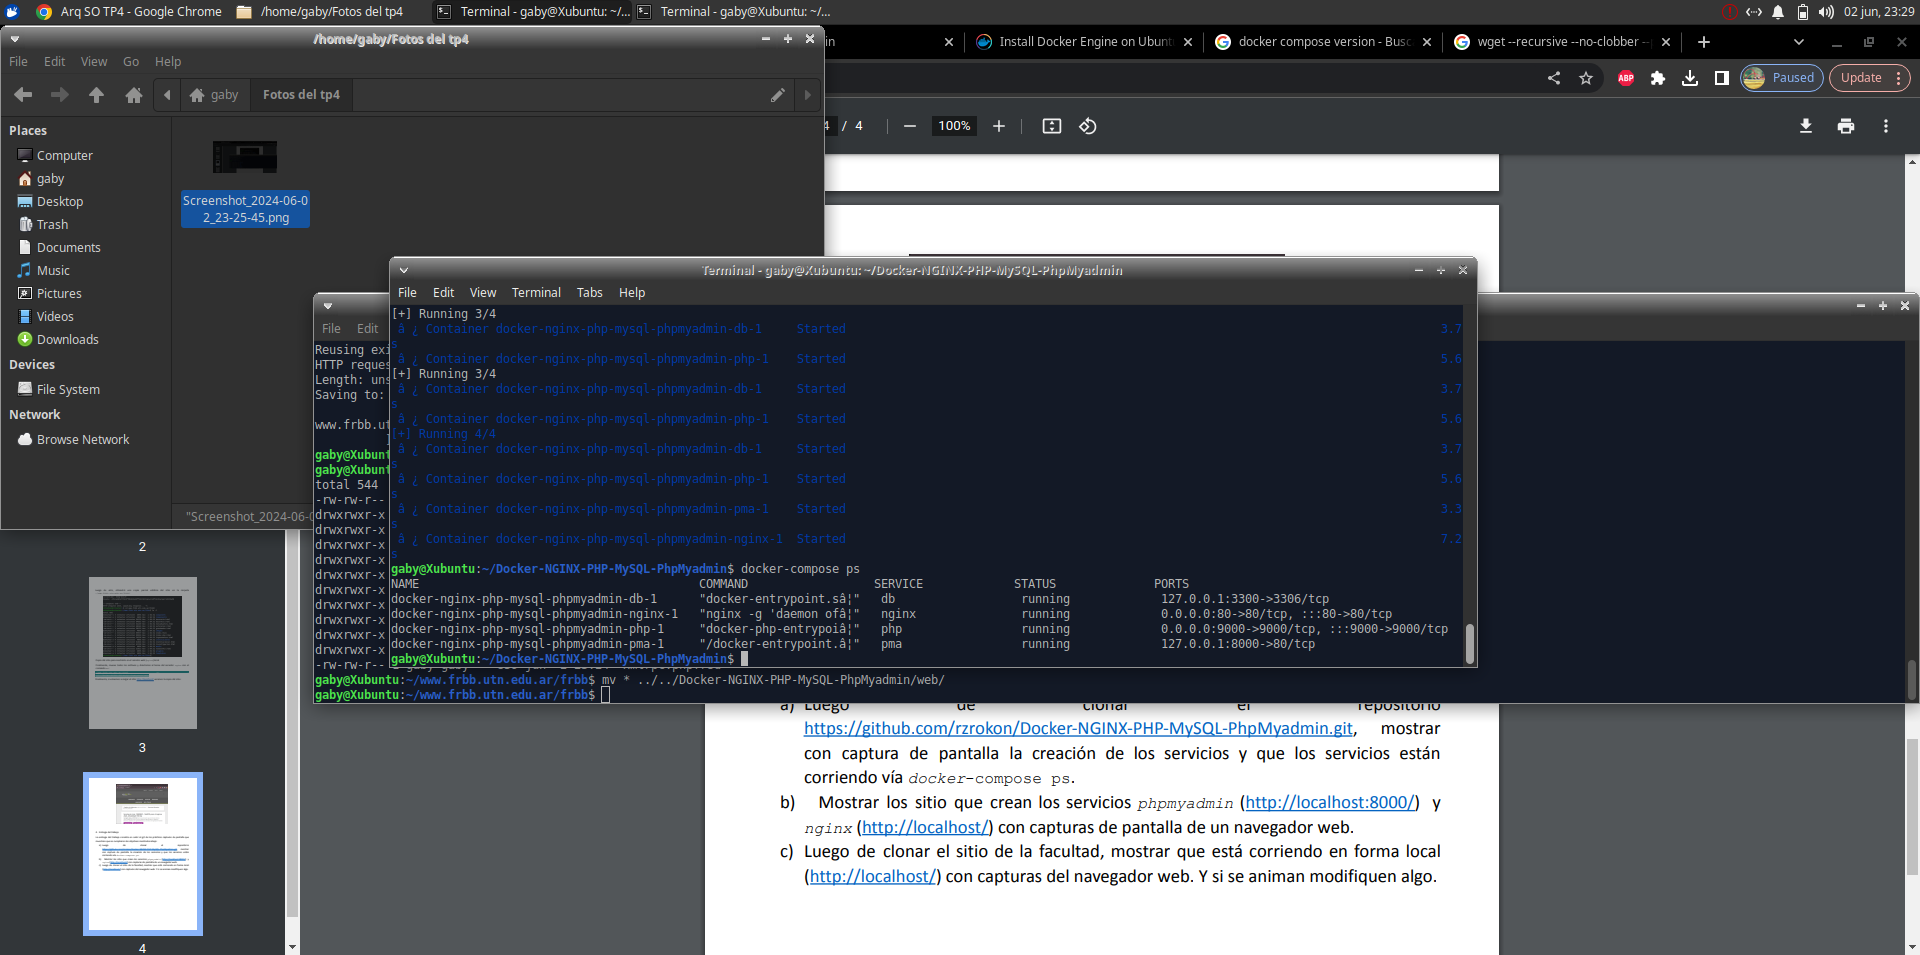 Arq SO TP4 - Google Chrome
/home/gaby/Fotos del tp4
Terminal - gaby@Xubuntu: ~/...
Terminal - gaby@Xubuntu: ~/...
02 jun, 23:29
/home/gaby/Fotos del tp4
File Edit View Go Help
gaby
Fotos del tp4
Places
Computer
gaby
Desktop
Trash
Documents
Music
Pictures
Videos
Downloads
Devices
File System
Network
Browse Network
Screenshot_2024-06-0
2_23-25-45.png
"Screenshot_2024-06-0
in
Install Docker Engine on Ubunt
docker compose version - Busc
wget --recursive --no-clobber --
ABP
Paused
Update
4 / 4
100%
Terminal - gaby@Xubuntu: ~/Docker-NGINX-PHP-MySQL-PhpMyadmin
File Edit View Terminal Tabs Help
[+] Running 3/4
â ¿ Container docker-nginx-php-mysql-phpmyadmin-db-1 Started 3.7
s
â ¿ Container docker-nginx-php-mysql-phpmyadmin-php-1 Started 5.6
[+] Running 3/4
â ¿ Container docker-nginx-php-mysql-phpmyadmin-db-1 Started 3.7
s
â ¿ Container docker-nginx-php-mysql-phpmyadmin-php-1 Started 5.6
[+] Running 4/4
â ¿ Container docker-nginx-php-mysql-phpmyadmin-db-1 Started 3.7
s
â ¿ Container docker-nginx-php-mysql-phpmyadmin-php-1 Started 5.6
s
â ¿ Container docker-nginx-php-mysql-phpmyadmin-pma-1 Started 3.3
s
â ¿ Container docker-nginx-php-mysql-phpmyadmin-nginx-1 Started 7.2
s
gaby@Xubuntu:~/Docker-NGINX-PHP-MySQL-PhpMyadmin$ docker-compose ps
NAME COMMAND SERVICE STATUS PORTS
docker-nginx-php-mysql-phpmyadmin-db-1 "docker-entrypoint.sâ¦" db running 127.0.0.1:3300->3306/tcp
docker-nginx-php-mysql-phpmyadmin-nginx-1 "nginx -g 'daemon ofâ¦" nginx running 0.0.0.0:80->80/tcp, :::80->80/tcp
docker-nginx-php-mysql-phpmyadmin-php-1 "docker-php-entrypoiâ¦" php running 0.0.0.0:9000->9000/tcp, :::9000->9000/tcp
docker-nginx-php-mysql-phpmyadmin-pma-1 "/docker-entrypoint.â¦" pma running 127.0.0.1:8000->80/tcp
gaby@Xubuntu:~/Docker-NGINX-PHP-MySQL-PhpMyadmin$
File Edit
Reusing exi
HTTP reques
Length: uns
Saving to:
www.frbb.ut
gaby@Xubunt
gaby@Xubunt
total 544
-rw-rw-r--
drwxrwxr-x
drwxrwxr-x
drwxrwxr-x
drwxrwxr-x
drwxrwxr-x
drwxrwxr-x
drwxrwxr-x
drwxrwxr-x
drwxrwxr-x
drwxrwxr-x
-rw-rw-r--
gaby@Xubuntu:~/www.frbb.utn.edu.ar/frbb$ mv * ../../Docker-NGINX-PHP-MySQL-PhpMyadmin/web/
gaby@Xubuntu:~/www.frbb.utn.edu.ar/frbb$
2
3
4
a) Luego de clonar el repositorio
https://github.com/rzrokon/Docker-NGINX-PHP-MySQL-PhpMyadmin.git, mostrar
con captura de pantalla la creación de los servicios y que los servicios están
corriendo vía docker-compose ps.
b) Mostrar los sitio que crean los servicios phpmyadmin (http://localhost:8000/) y
nginx (http://localhost/) con capturas de pantalla de un navegador web.
c) Luego de clonar el sitio de la facultad, mostrar que está corriendo en forma local
(http://localhost/) con capturas del navegador web. Y si se animan modifiquen algo.